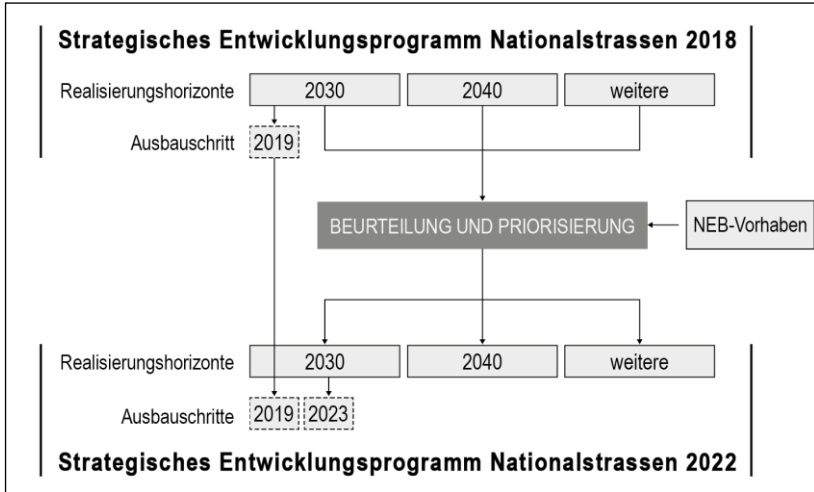 Strategisches Entwicklungsprogramm Nationalstrassen 2018
Realisierungshorizonte 2030 2040 weitere
Ausbauschritt 2019
BEURTEILUNG UND PRIORISIERUNG NEB-Vorhaben
Realisierungshorizonte 2030 2040 weitere
Ausbauschritte 2019 2023
Strategisches Entwicklungsprogramm Nationalstrassen 2022